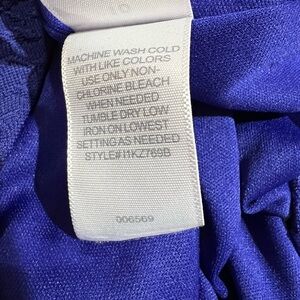 MACHINE WASH COLD
WITH LIKE COLORS
USE ONLY NON-
CHLORINE BLEACH
WHEN NEEDED
TUMBLE DRY LOW
IRON ON LOWEST
SETTING AS NEEDED
STYLE# I1KZ769B
006569